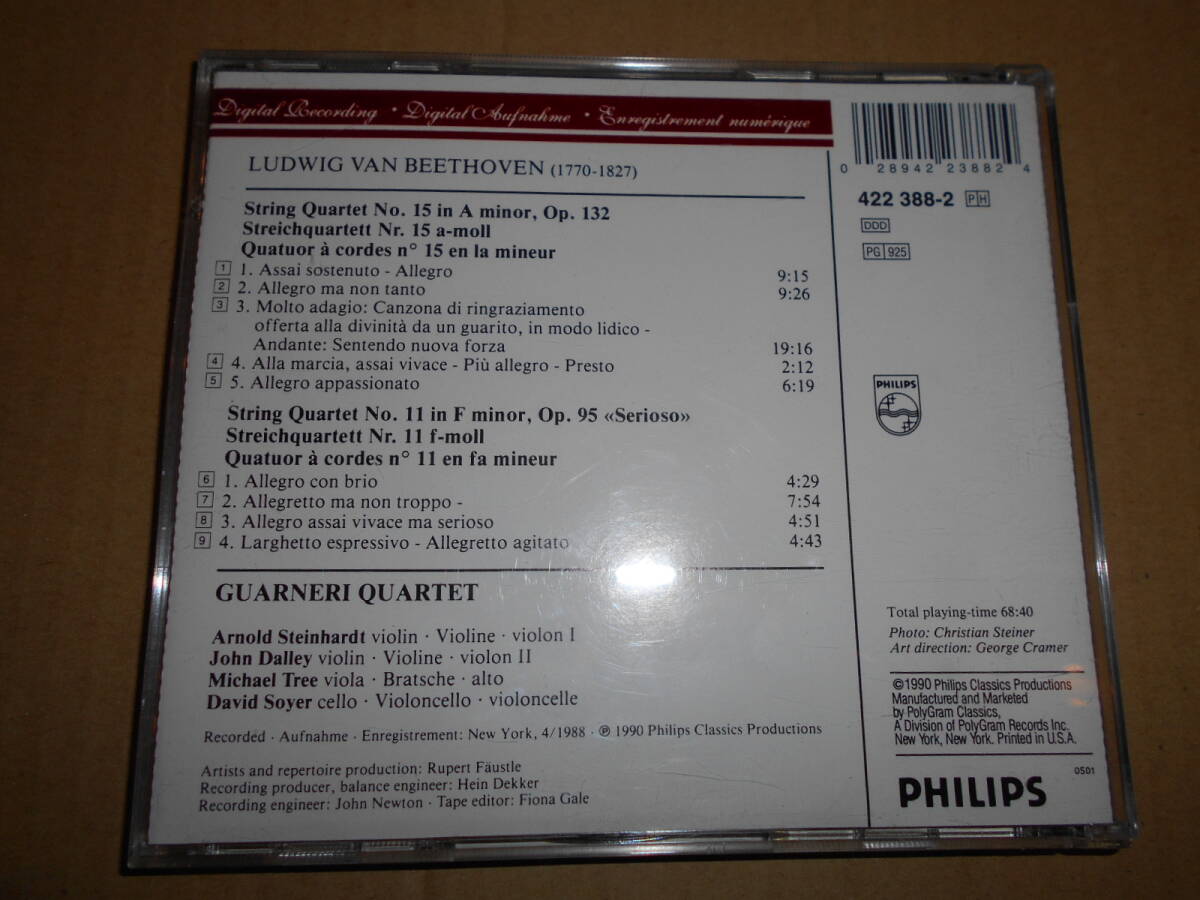 Digital Recording · Digital Aufnahme · Enregistrement numérique
LUDWIG VAN BEETHOVEN (1770-1827)
String Quartet No. 15 in A minor, Op. 132
Streichquartett Nr. 15 a-moll
Quatuor à cordes n° 15 en la mineur
1 1. Assai sostenuto - Allegro 9:15
2 2. Allegro ma non tanto 9:26
3 3. Molto adagio: Canzona di ringraziamento
offerta alla divinità da un guarito, in modo lidico -
Andante: Sentendo nuova forza 19:16
4 4. Alla marcia, assai vivace - Più allegro - Presto 2:12
5 5. Allegro appassionato 6:19
String Quartet No. 11 in F minor, Op. 95 «Serioso»
Streichquartett Nr. 11 f-moll
Quatuor à cordes n° 11 en fa mineur
6 1. Allegro con brio 4:29
7 2. Allegretto ma non troppo - 7:54
8 3. Allegro assai vivace ma serioso 4:51
9 4. Larghetto espressivo - Allegretto agitato 4:43
GUARNERI QUARTET
Arnold Steinhardt violin · Violine · violon I
John Dalley violin · Violine · violon II
Michael Tree viola · Bratsche · alto
David Soyer cello · Violoncello · violoncelle
Recorded · Aufnahme · Enregistrement: New York, 4/1988 · ℗ 1990 Philips Classics Productions
Artists and repertoire production: Rupert Fäustle
Recording producer, balance engineer: Hein Dekker
Recording engineer: John Newton · Tape editor: Fiona Gale
0 28942 23882 4
422 388-2 PH
DDD
PG 925
PHILIPS
Total playing-time 68:40
Photo: Christian Steiner
Art direction: George Cramer
©1990 Philips Classics Productions
Manufactured and Marketed
by PolyGram Classics,
A Division of PolyGram Records Inc.
New York, New York. Printed in U.S.A.
0501
PHILIPS